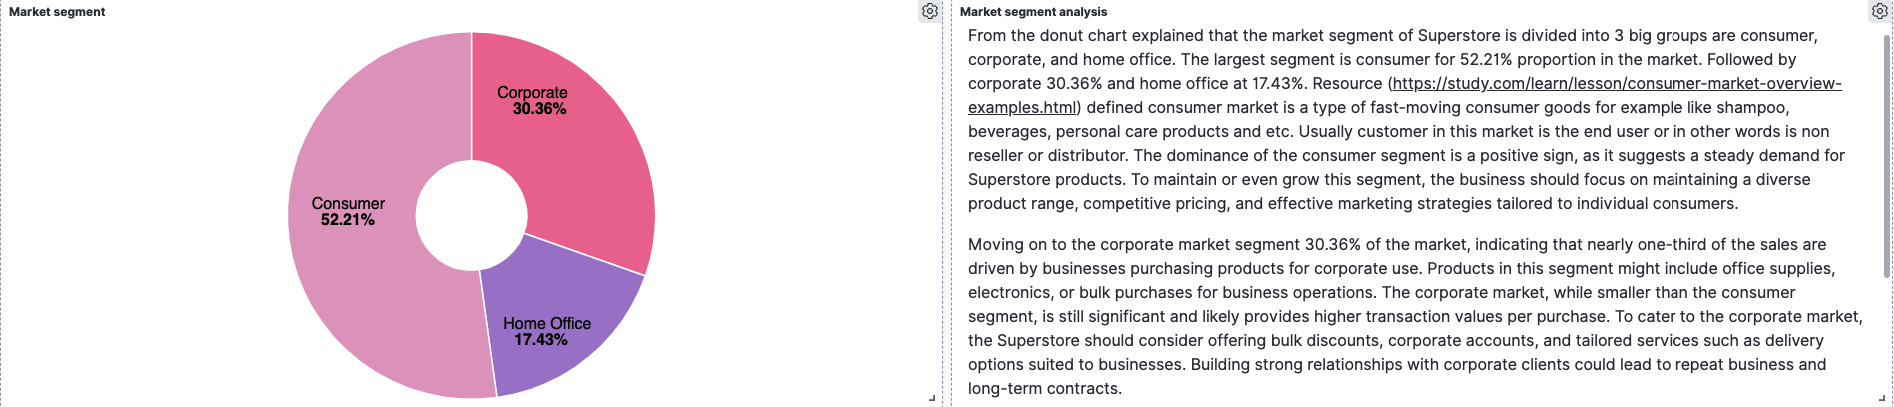 Market segment
Corporate
30.36%
Consumer
52.21%
Home Office
17.43%
Market segment analysis
From the donut chart explained that the market segment of Superstore is divided into 3 big groups are consumer,
corporate, and home office. The largest segment is consumer for 52.21% proportion in the market. Followed by
corporate 30.36% and home office at 17.43%. Resource (https://study.com/learn/lesson/consumer-market-overview-
examples.html) defined consumer market is a type of fast-moving consumer goods for example like shampoo,
beverages, personal care products and etc. Usually customer in this market is the end user or in other words is non
reseller or distributor. The dominance of the consumer segment is a positive sign, as it suggests a steady demand for
Superstore products. To maintain or even grow this segment, the business should focus on maintaining a diverse
product range, competitive pricing, and effective marketing strategies tailored to individual consumers.
Moving on to the corporate market segment 30.36% of the market, indicating that nearly one-third of the sales are
driven by businesses purchasing products for corporate use. Products in this segment might include office supplies,
electronics, or bulk purchases for business operations. The corporate market, while smaller than the consumer
segment, is still significant and likely provides higher transaction values per purchase. To cater to the corporate market,
the Superstore should consider offering bulk discounts, corporate accounts, and tailored services such as delivery
options suited to businesses. Building strong relationships with corporate clients could lead to repeat business and
long-term contracts.